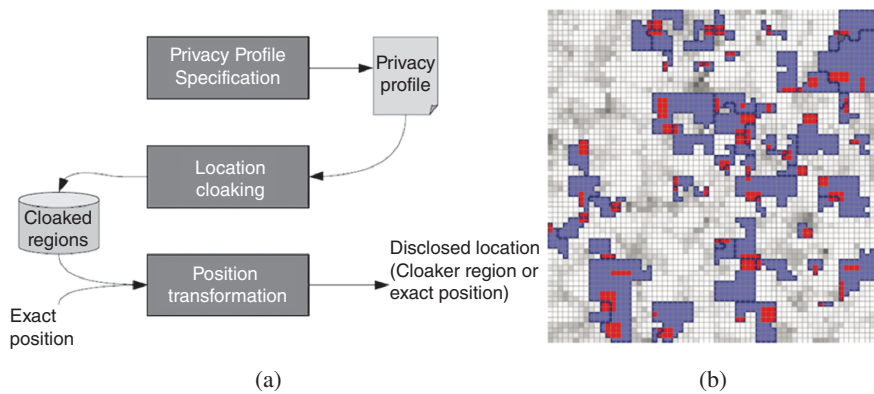 Privacy Profile
Specification
Privacy
profile
Location
cloaking
Cloaked
regions
Position
transformation
Disclosed location
(Cloaker region or
exact position)
Exact
position
(a)
(b)